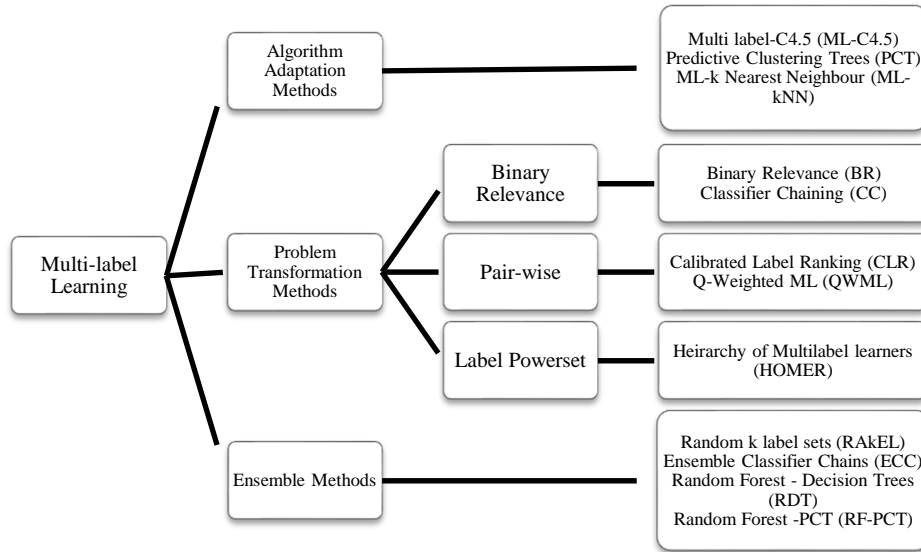 Multi-label
Learning
Algorithm
Adaptation
Methods
Multi label-C4.5 (ML-C4.5)
Predictive Clustering Trees (PCT)
ML-k Nearest Neighbour (ML-
kNN)
Problem
Transformation
Methods
Binary
Relevance
Binary Relevance (BR)
Classifier Chaining (CC)
Pair-wise
Calibrated Label Ranking (CLR)
Q-Weighted ML (QWML)
Label Powerset
Heirarchy of Multilabel learners
(HOMER)
Ensemble Methods
Random k label sets (RAkEL)
Ensemble Classifier Chains (ECC)
Random Forest - Decision Trees
(RDT)
Random Forest -PCT (RF-PCT)